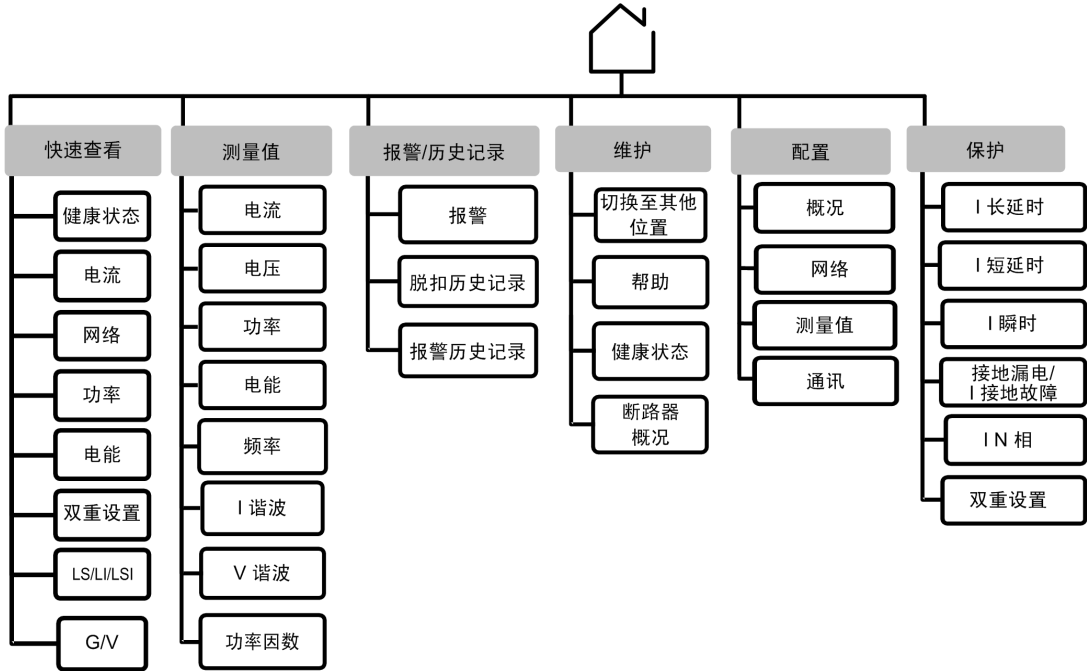 快速查看
健康状态
电流
网络
功率
电能
双重设置
LS/LI/LSI
G/V
测量值
电流
电压
功率
电能
频率
I 谐波
V 谐波
功率因数
报警/历史记录
报警
脱扣历史记录
报警历史记录
维护
切换至其他
位置
帮助
健康状态
断路器
概况
配置
概况
网络
测量值
通讯
保护
I 长延时
I 短延时
I 瞬时
接地漏电/
I 接地故障
I N 相
双重设置